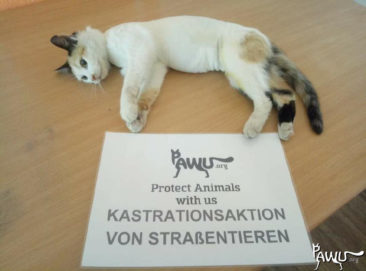 PAWU.org
Protect Animals
with us
KASTRATIONSAKTION
VON STRAßENTIEREN
PAWU.org